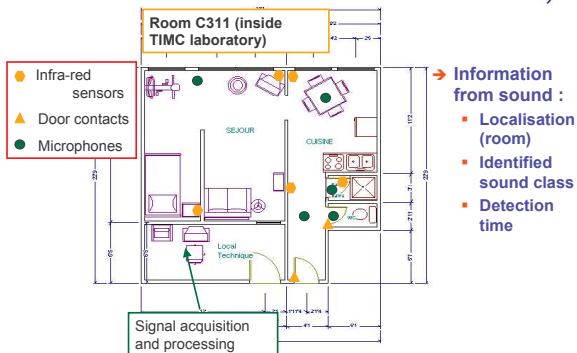 Room C311 (inside
TIMC laboratory)
Infra-red
sensors
Door contacts
Microphones
SEJOUR
CUISINE
WC
Local
Technique
Signal acquisition
and processing
➔ Information
from sound :
▪ Localisation
(room)
▪ Identified
sound class
▪ Detection
time